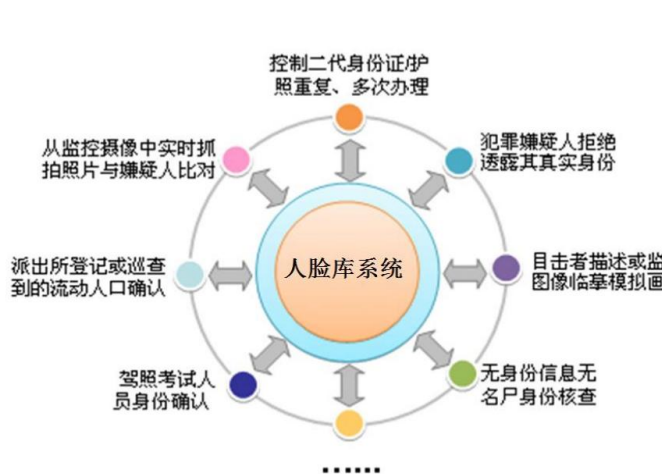 控制二代身份证/护
照重复、多次办理
从监控摄像中实时抓
拍照片与嫌疑人比对
犯罪嫌疑人拒绝
透露其真实身份
派出所登记或巡查
到的流动人口确认
人脸库系统
目击者描述或监
图像临摹模拟画
驾照考试人
员身份确认
无身份信息无
名尸身份核查
……